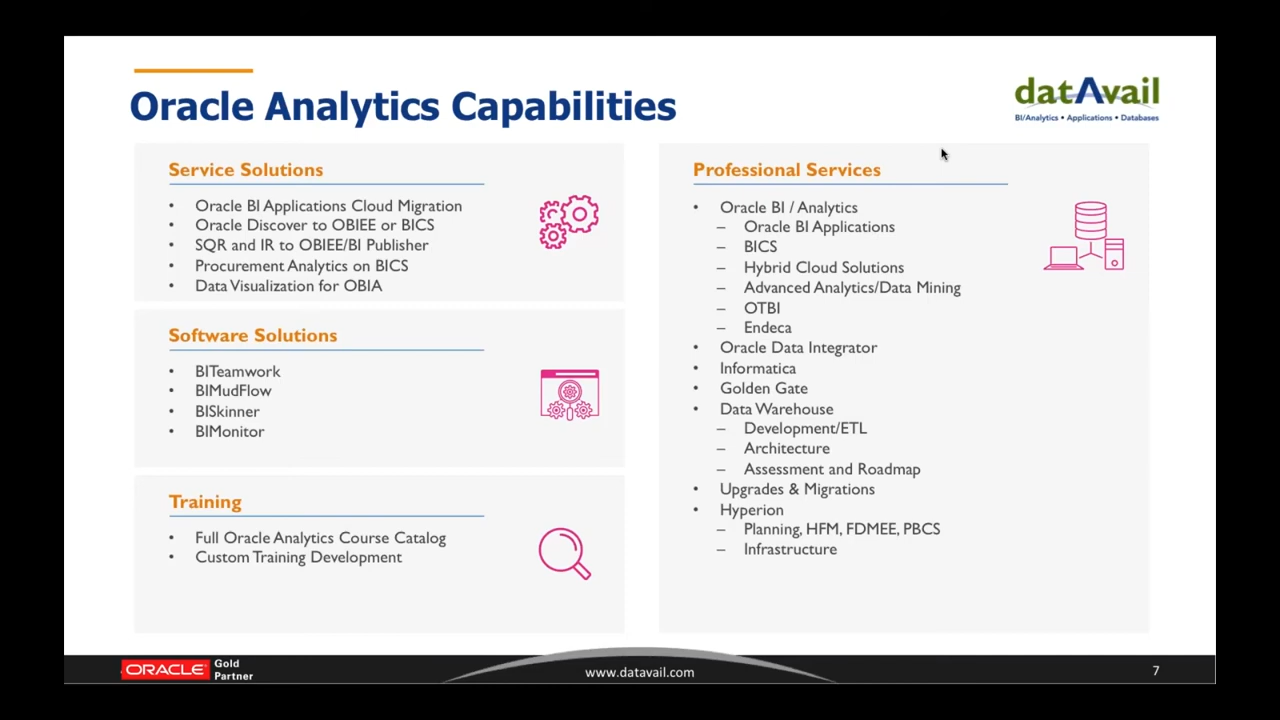 Oracle Analytics Capabilities
datAvail
BI/Analytics • Applications • Databases
Service Solutions
• Oracle BI Applications Cloud Migration
• Oracle Discover to OBIEE or BICS
• SQR and IR to OBIEE/BI Publisher
• Procurement Analytics on BICS
• Data Visualization for OBIA
Software Solutions
• BITeamwork
• BIMudFlow
• BISkinner
• BIMonitor
Training
• Full Oracle Analytics Course Catalog
• Custom Training Development
Professional Services
• Oracle BI / Analytics
– Oracle BI Applications
– BICS
– Hybrid Cloud Solutions
– Advanced Analytics/Data Mining
– OTBI
– Endeca
• Oracle Data Integrator
• Informatica
• Golden Gate
• Data Warehouse
– Development/ETL
– Architecture
– Assessment and Roadmap
• Upgrades & Migrations
• Hyperion
– Planning, HFM, FDMEE, PBCS
– Infrastructure
ORACLE Gold
Partner
www.datavail.com
7